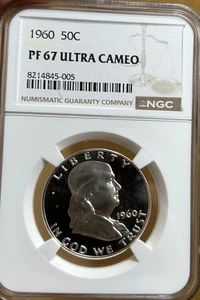 1960 50C
PF 67 ULTRA CAMEO
8214845-005
NUMISMATIC GUARANTY COMPANY
NGC
LIBERTY
1960
IN GOD WE TRUST